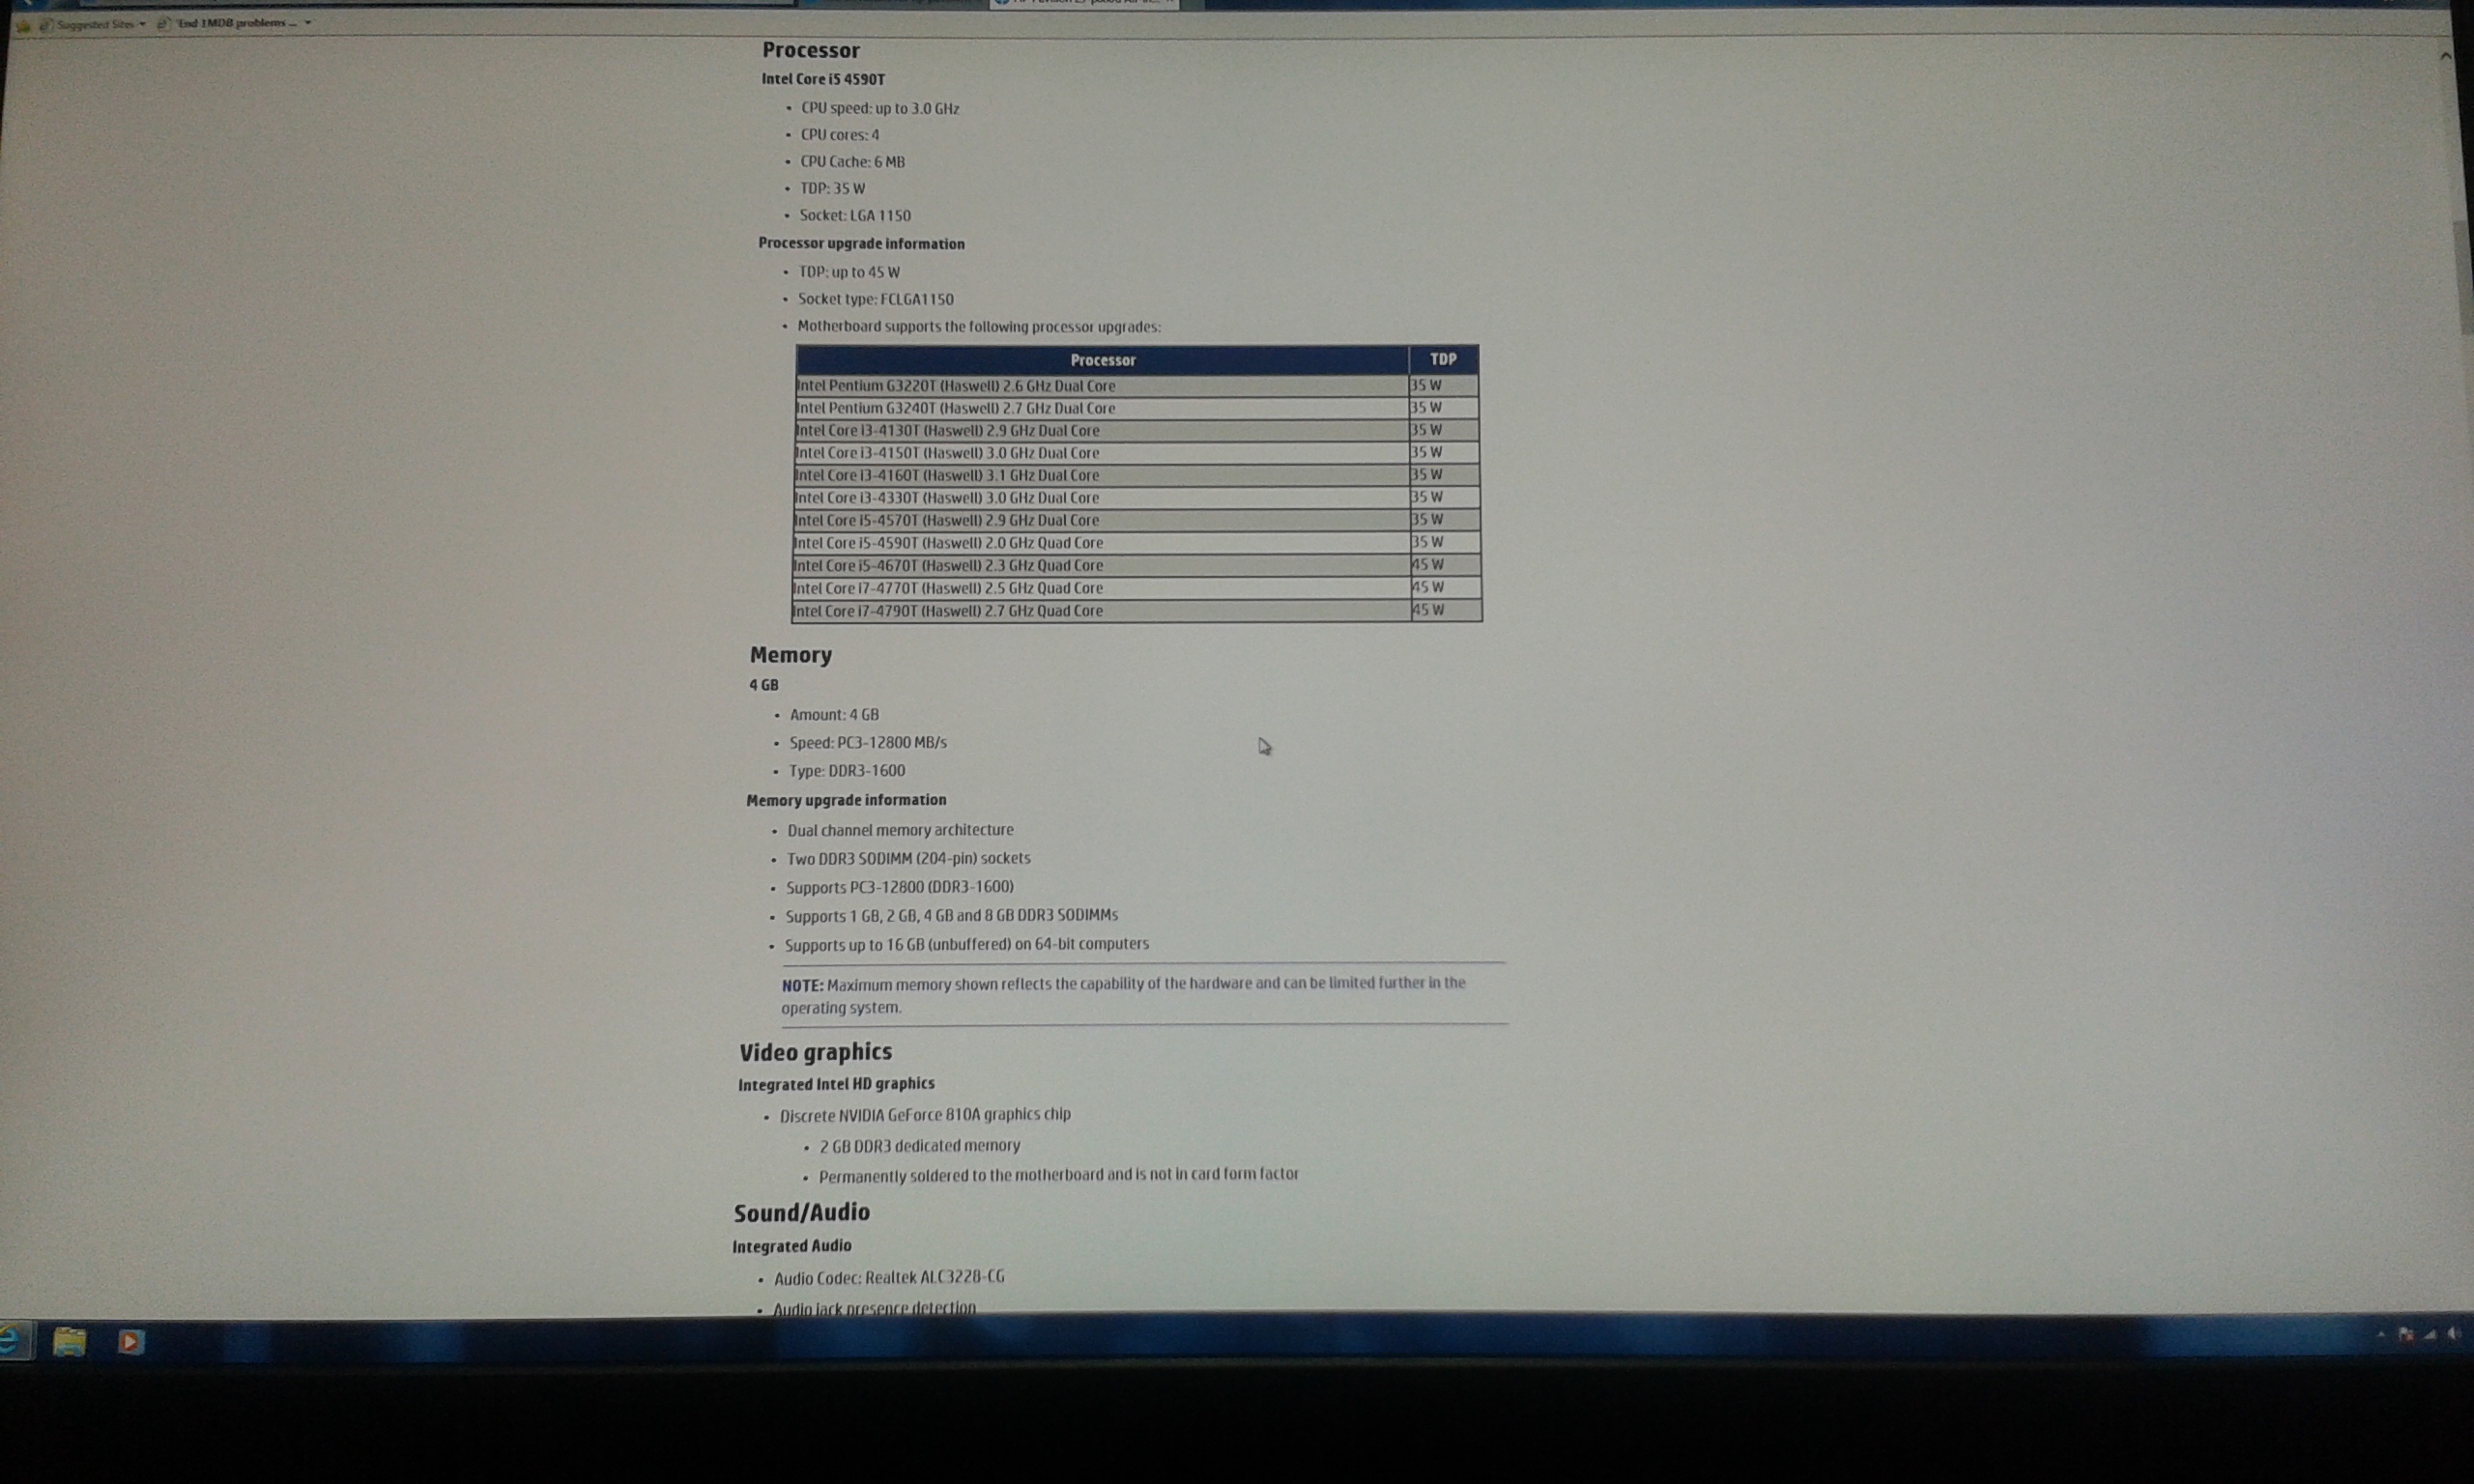 Suggested Sites
'End 1MDB problems ...
Processor
Intel Core i5 4590T
• CPU speed: up to 3.0 GHz
• CPU cores: 4
• CPU Cache: 6 MB
• TDP: 35 W
• Socket: LGA 1150
Processor upgrade information
• TDP: up to 45 W
• Socket type: FCLGA1150
• Motherboard supports the following processor upgrades:
Processor TDP
Intel Pentium G3220T (Haswell) 2.6 GHz Dual Core 35 W
Intel Pentium G3240T (Haswell) 2.7 GHz Dual Core 35 W
Intel Core i3-4130T (Haswell) 2.9 GHz Dual Core 35 W
Intel Core i3-4150T (Haswell) 3.0 GHz Dual Core 35 W
Intel Core i3-4160T (Haswell) 3.1 GHz Dual Core 35 W
Intel Core i3-4330T (Haswell) 3.0 GHz Dual Core 35 W
Intel Core i5-4570T (Haswell) 2.9 GHz Dual Core 35 W
Intel Core i5-4590T (Haswell) 2.0 GHz Quad Core 35 W
Intel Core i5-4670T (Haswell) 2.3 GHz Quad Core 45 W
Intel Core i7-4770T (Haswell) 2.5 GHz Quad Core 45 W
Intel Core i7-4790T (Haswell) 2.7 GHz Quad Core 45 W
Memory
4 GB
• Amount: 4 GB
• Speed: PC3-12800 MB/s
• Type: DDR3-1600
Memory upgrade information
• Dual channel memory architecture
• Two DDR3 SODIMM (204-pin) sockets
• Supports PC3-12800 (DDR3-1600)
• Supports 1 GB, 2 GB, 4 GB and 8 GB DDR3 SODIMMs
• Supports up to 16 GB (unbuffered) on 64-bit computers
NOTE: Maximum memory shown reflects the capability of the hardware and can be limited further in the
operating system.
Video graphics
Integrated Intel HD graphics
• Discrete NVIDIA GeForce 810A graphics chip
• 2 GB DDR3 dedicated memory
• Permanently soldered to the motherboard and is not in card form factor
Sound/Audio
Integrated Audio
• Audio Codec: Realtek ALC3228-CG
• Audio jack presence detection